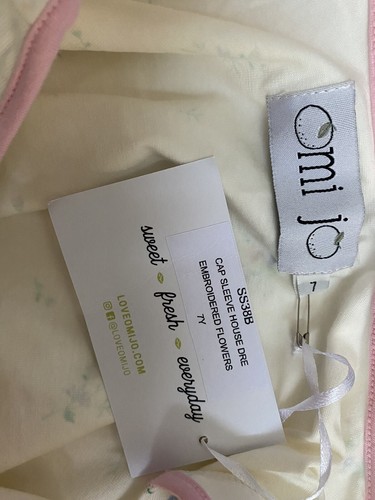 omi jo
7
SS38B
CAP SLEEVE HOUSE DRE
EMBROIDERED FLOWERS
7Y
sweet fresh everyday
LOVEOMIJO.COM
@LOVEOMIJO